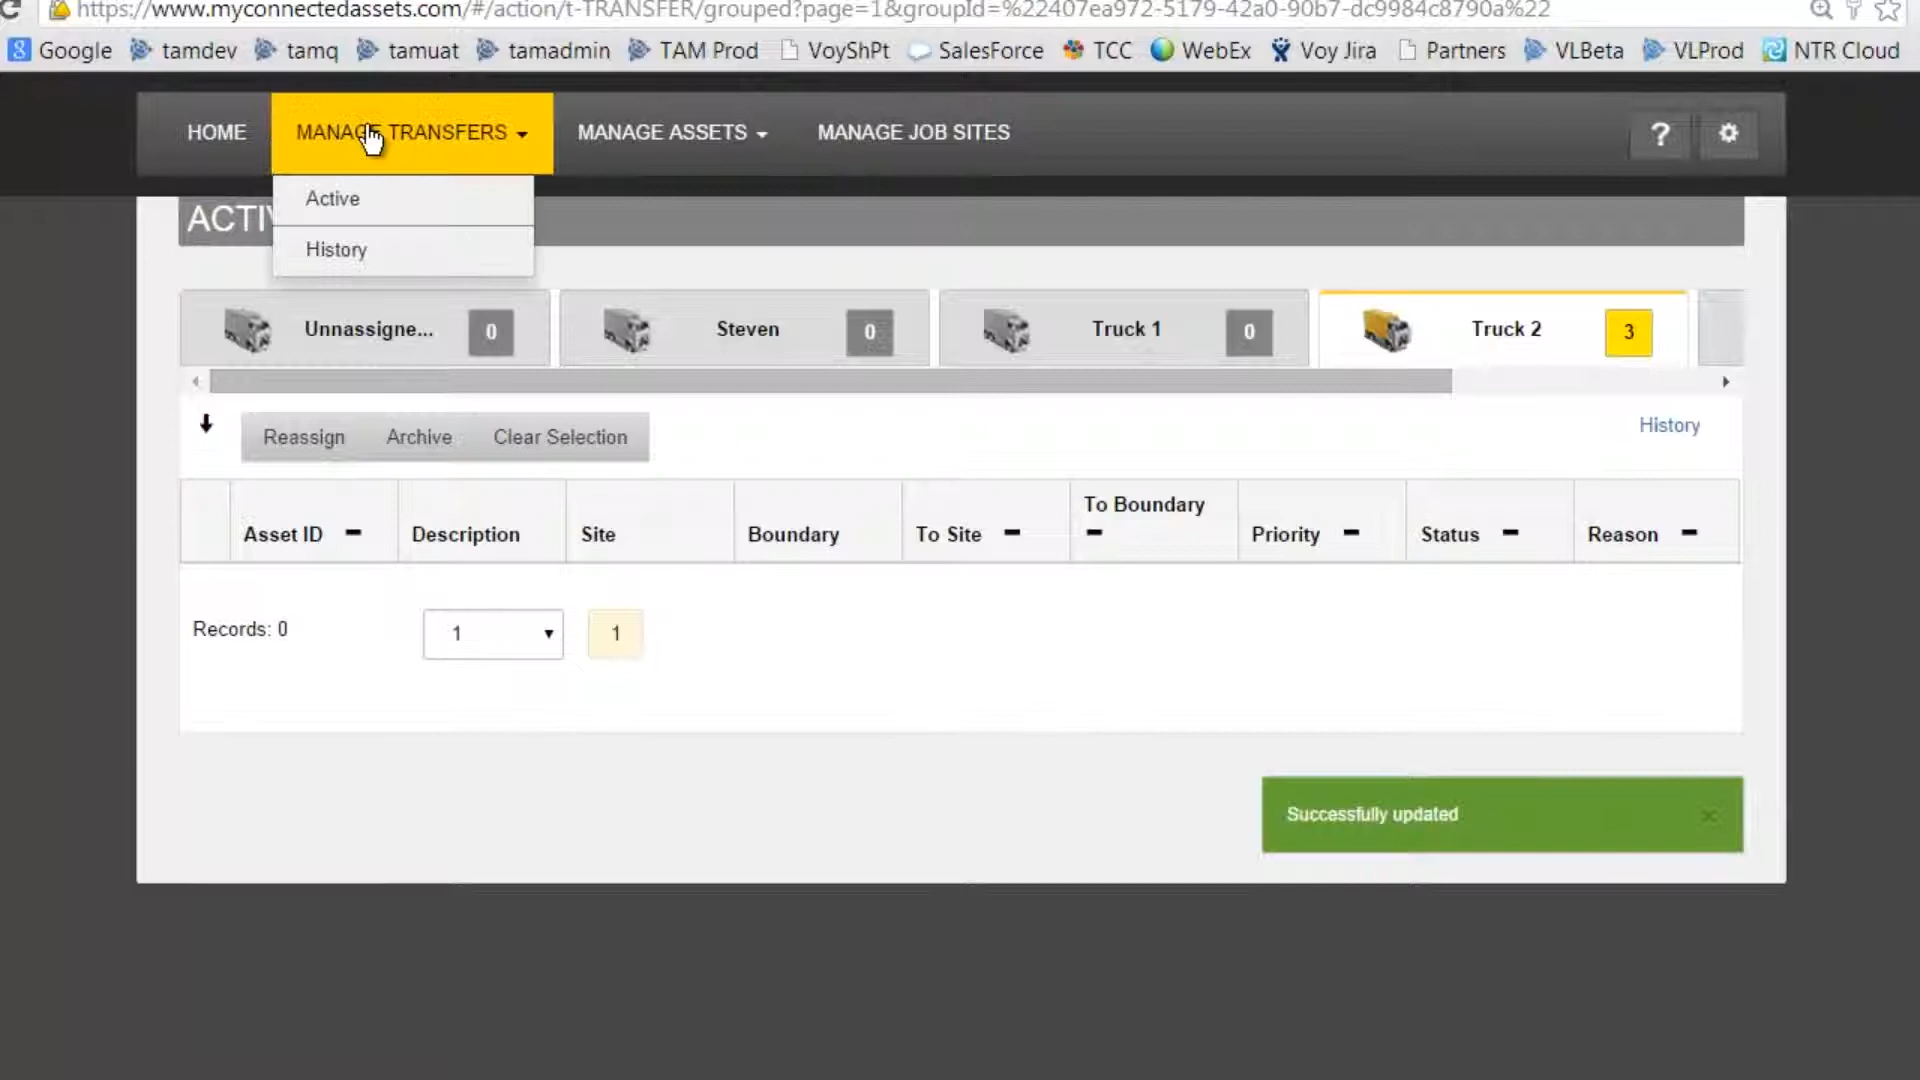 https://www.myconnectedassets.com/#/action/t-TRANSFER/grouped?page=1&groupId=%22407ea972-5179-42a0-90b7-dc9984c8790a%22
Google tamdev tamq tamuat tamadmin TAM Prod VoyShPt SalesForce TCC WebEx Voy Jira Partners VLBeta VLProd NTR Cloud
HOME MANAGE TRANSFERS MANAGE ASSETS MANAGE JOB SITES ?
Active
History
Unnassigne... 0 Steven 0 Truck 1 0 Truck 2 3
Reassign Archive Clear Selection History
Asset ID Description Site Boundary To Site To Boundary Priority Status Reason
Records: 0 1 1
Successfully updated ×